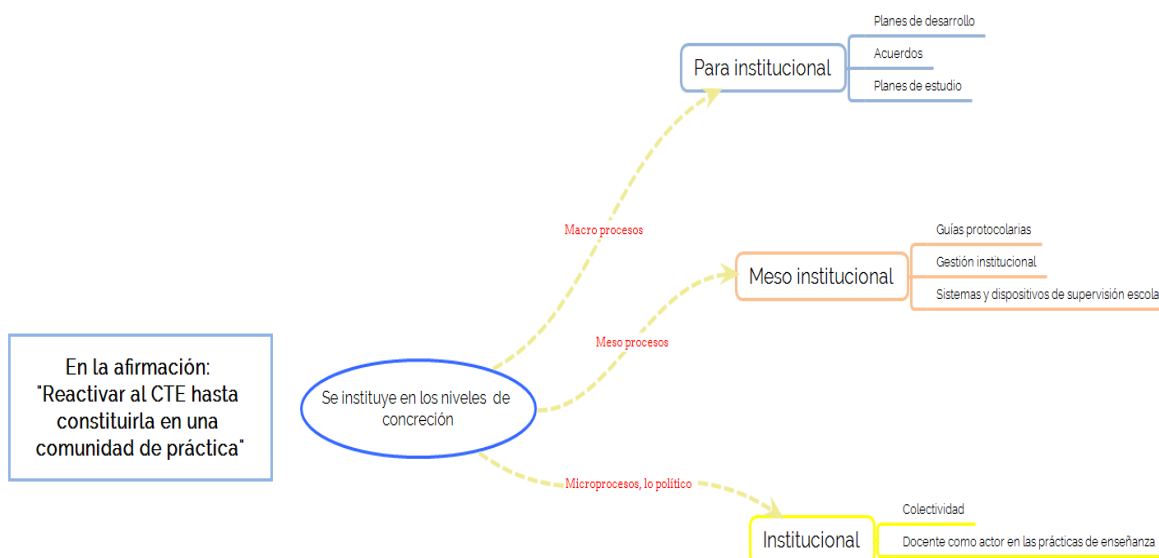 Planes de desarrollo
Para institucional
Acuerdos
Planes de estudio
Macro procesos
Guías protocolarias
Meso institucional
Gestión institucional
Sistemas y dispositivos de supervisión escola
Meso procesos
En la afirmación:
"Reactivar al CTE hasta
constituirla en una
comunidad de práctica"
Se instituye en los niveles de
concreción
Microprocesos, lo político
Colectividad
Institucional
Docente como actor en las prácticas de enseñanza